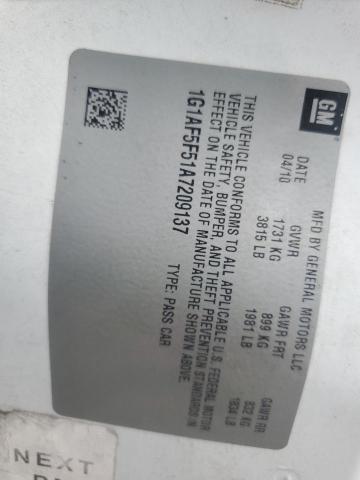 GM
MFD BY GENERAL MOTORS LLC
DATE GVWR GAWR FRT GAWR RR
04/10 1731 KG 899 KG 832 KG
3815 LB 1981 LB 1834 LB
THIS VEHICLE CONFORMS TO ALL APPLICABLE U.S. FEDERAL MOTOR
VEHICLE SAFETY, BUMPER, AND THEFT PREVENTION STANDARDS IN
EFFECT ON THE DATE OF MANUFACTURE SHOWN ABOVE.
1G1AF5F51A7209137 TYPE: PASS CAR
NEXT